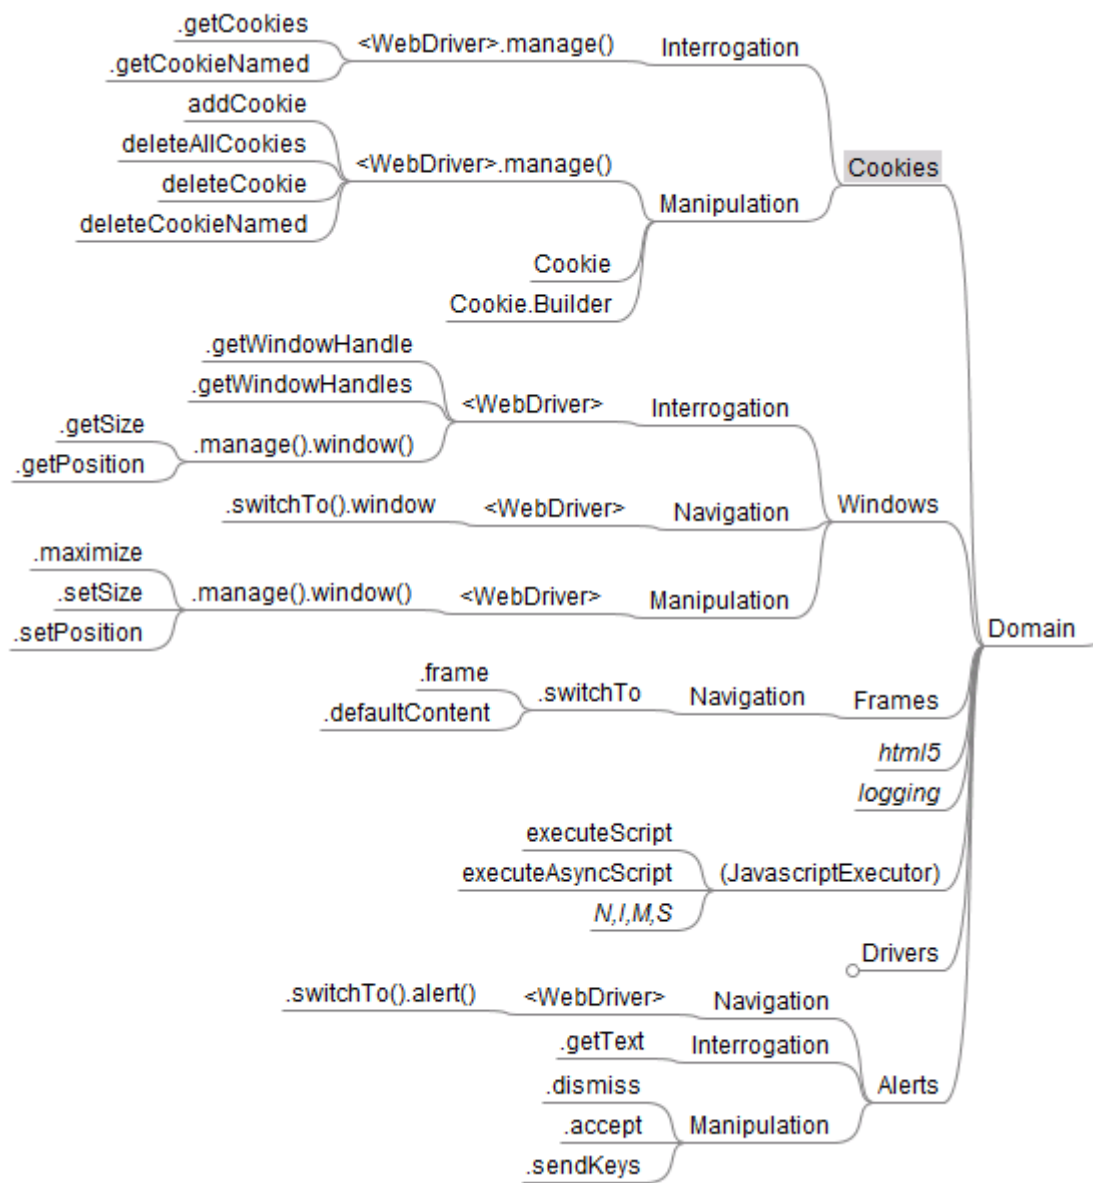 .getCookies
<WebDriver>.manage()
Interrogation
.getCookieNamed
addCookie
deleteAllCookies
<WebDriver>.manage()
Cookies
deleteCookie
Manipulation
deleteCookieNamed
Cookie
Cookie.Builder
.getWindowHandle
.getWindowHandles
<WebDriver>
Interrogation
.getSize
.manage().window()
.getPosition
.switchTo().window
<WebDriver>
Navigation
Windows
.maximize
.setSize
.manage().window()
<WebDriver>
Manipulation
.setPosition
Domain
.frame
.switchTo
Navigation
Frames
.defaultContent
html5
logging
executeScript
executeAsyncScript
(JavascriptExecutor)
N,I,M,S
Drivers
.switchTo().alert()
<WebDriver>
Navigation
.getText
Interrogation
.dismiss
Alerts
.accept
Manipulation
.sendKeys